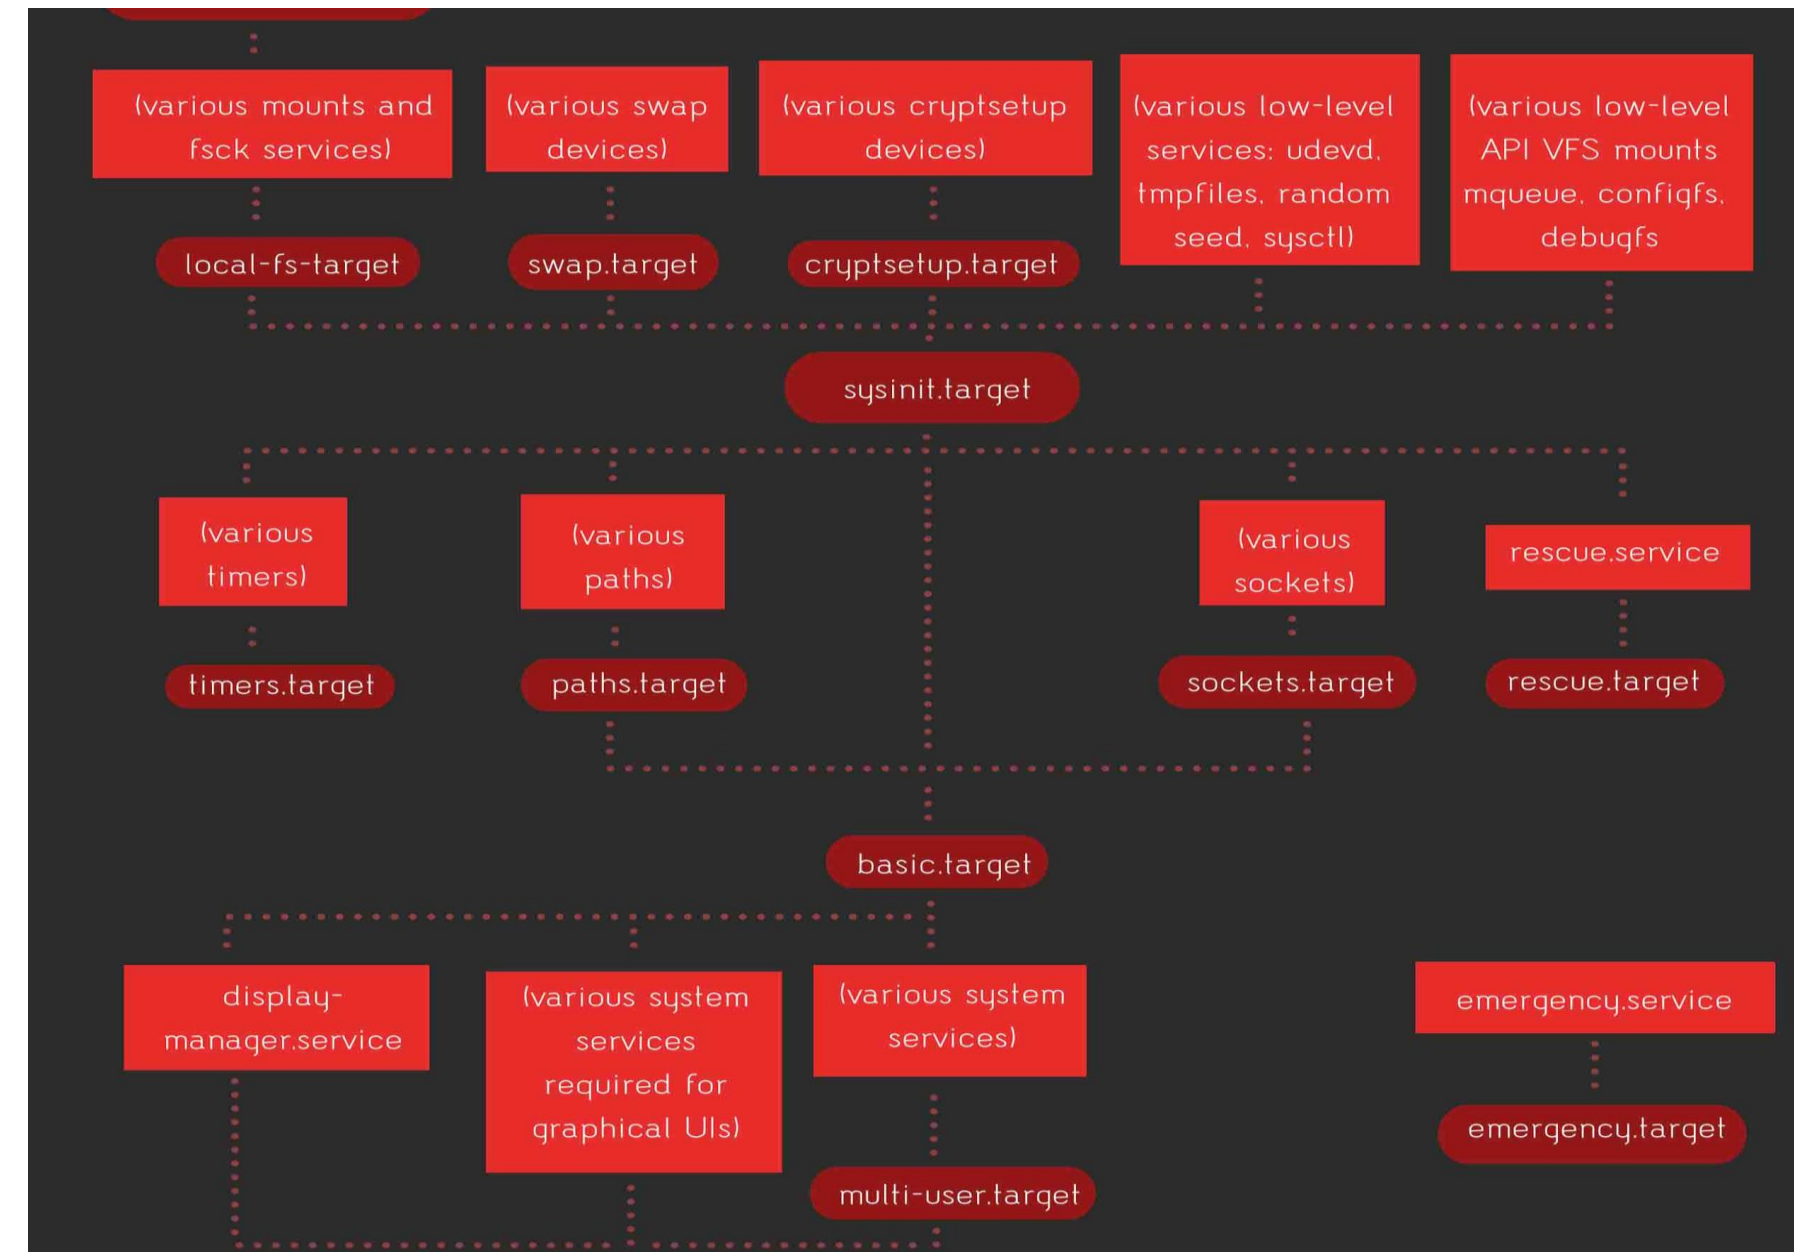 (various mounts and
fsck services)
(various swap
devices)
(various cryptsetup
devices)
(various low-level
services: udevd,
tmpfiles, random
seed, sysctl)
(various low-level
API VFS mounts
mqueue, configfs,
debugfs
local-fs-target
swap.target
cryptsetup.target
sysinit.target
(various
timers)
(various
paths)
(various
sockets)
rescue.service
timers.target
paths.target
sockets.target
rescue.target
basic.target
display-
manager.service
(various system
services
required for
graphical UIs)
(various system
services)
emergency.service
emergency.target
multi-user.target